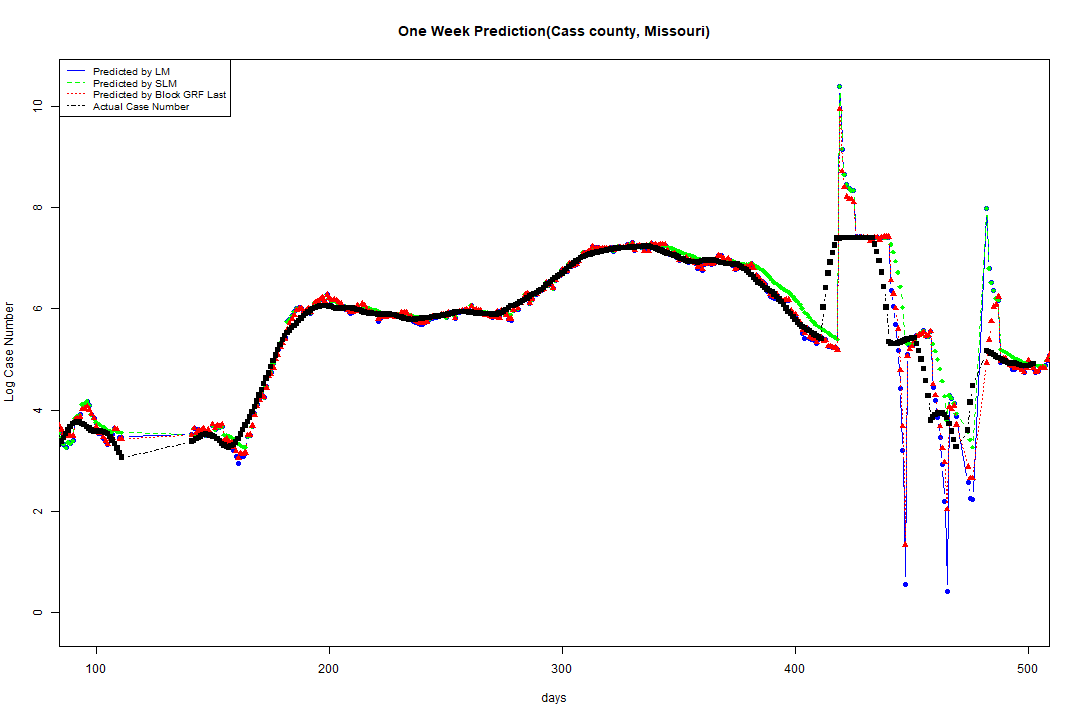 One Week Prediction(Cass county, Missouri)
Predicted by LM
Predicted by SLM
Predicted by Block GRF Last
Actual Case Number
Log Case Number
10
8
6
4
2
0
100 200 300 400 500
days